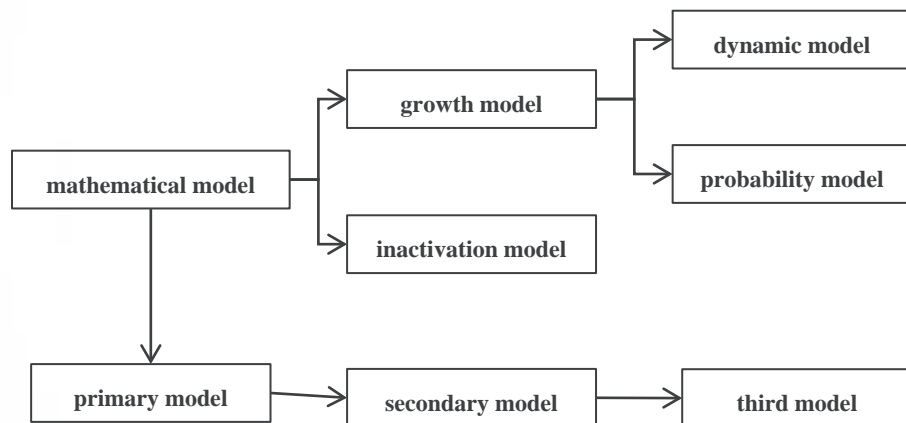 dynamic model
growth model
mathematical model
probability model
inactivation model
primary model
secondary model
third model